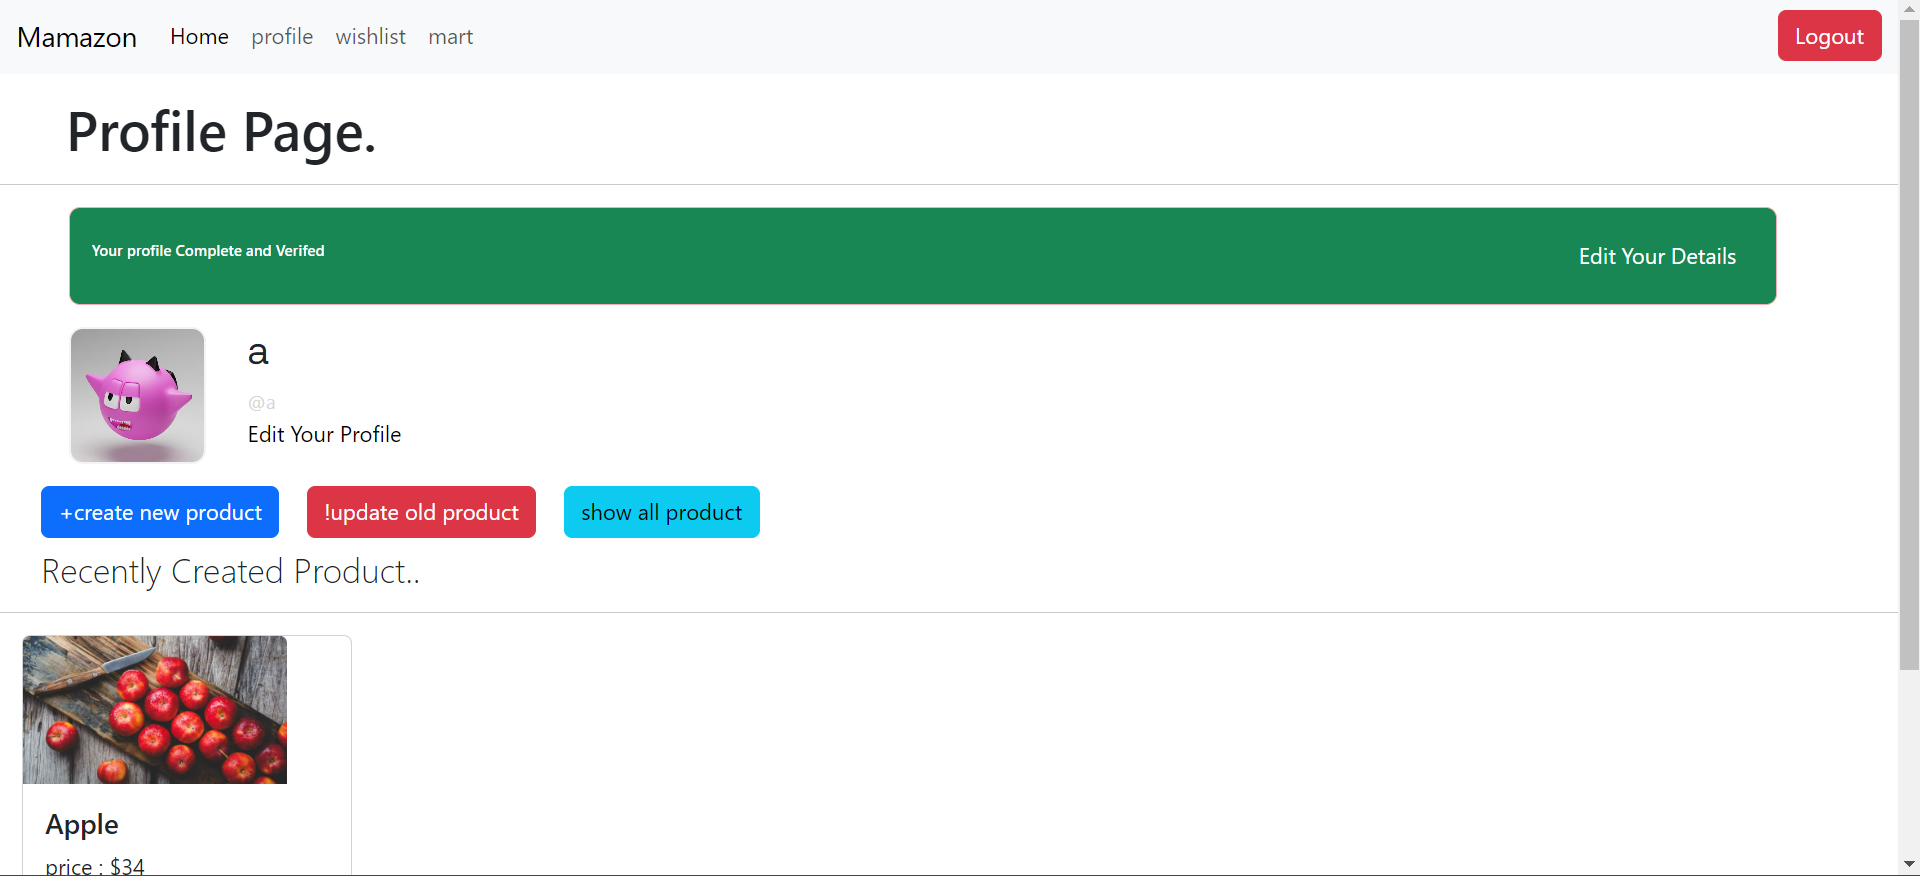 Mamazon Home profile wishlist mart Logout
Profile Page.
Your profile Complete and Verifed
Edit Your Details
a
@a
Edit Your Profile
+create new product !update old product show all product
Recently Created Product..
Apple
price : $34